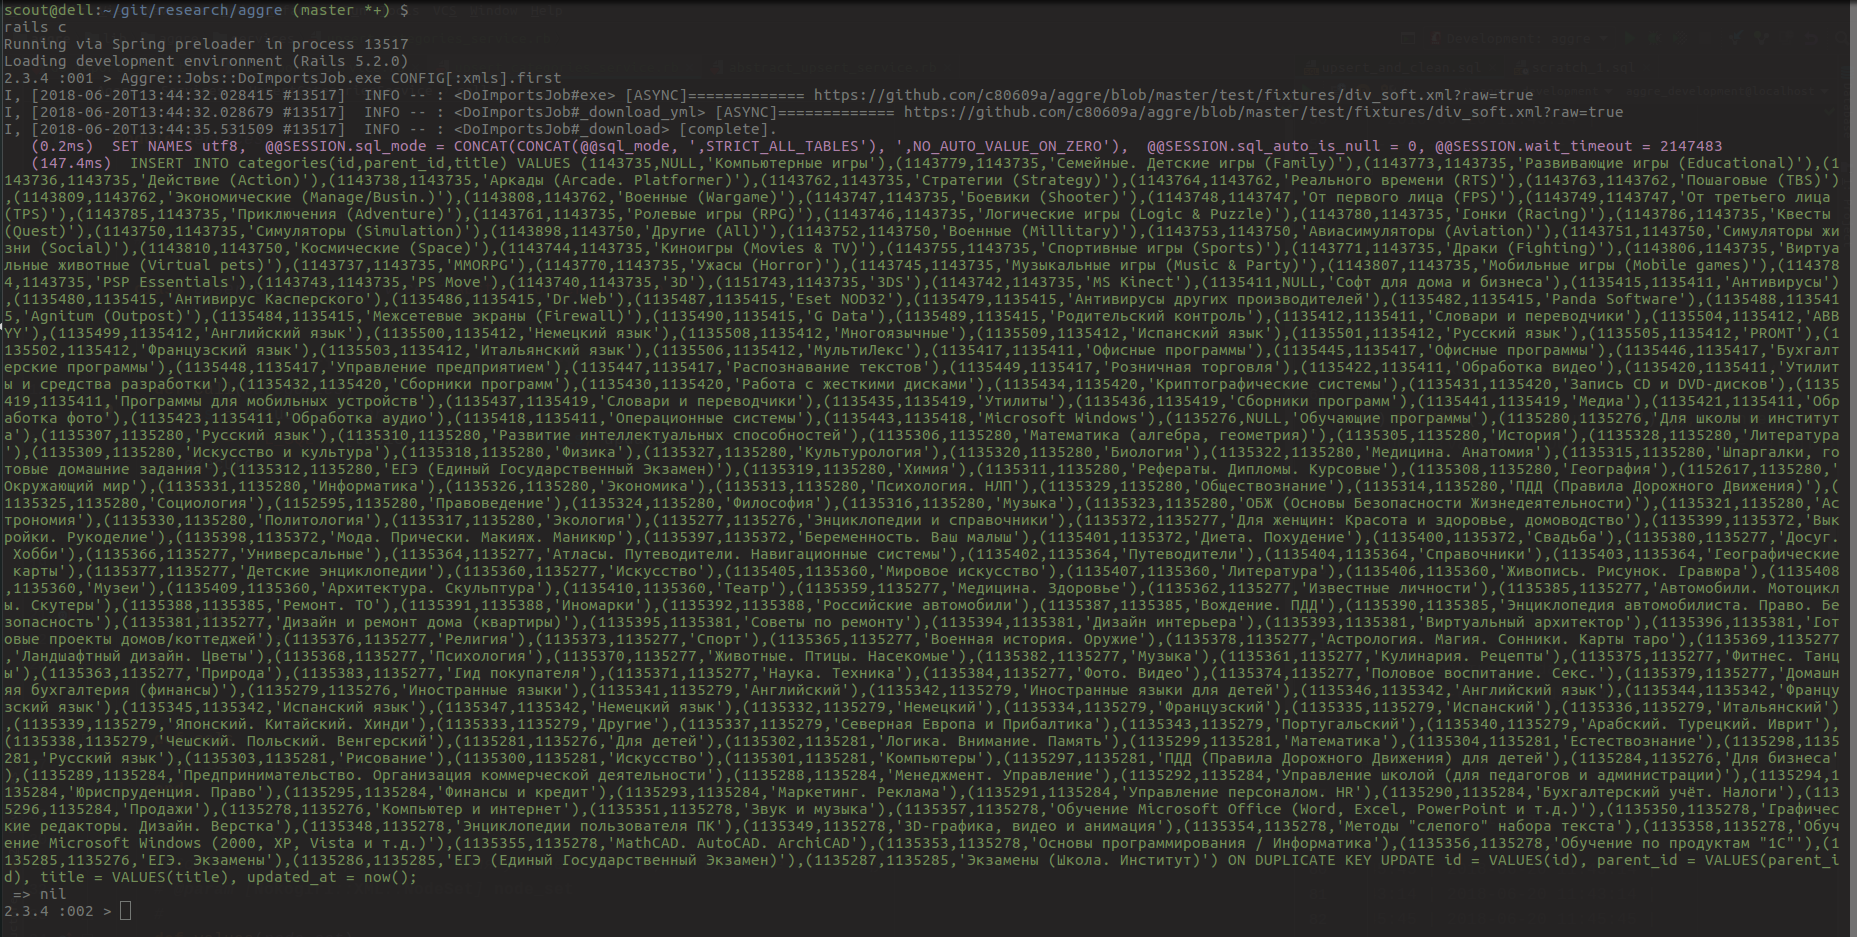 scout@dell:~/git/research/aggre (master *+) $
rails c
Running via Spring preloader in process 13517
Loading development environment (Rails 5.2.0)
2.3.4 :001 > Aggre::Jobs::DoImportsJob.exe CONFIG[:xmls].first
I, [2018-06-20T13:44:32.028415 #13517]  INFO -- : <DoImportsJob#exe> [ASYNC]============= https://github.com/c80609a/aggre/blob/master/test/fixtures/div_soft.xml?raw=true
I, [2018-06-20T13:44:32.028679 #13517]  INFO -- : <DoImportsJob#_download_yml> [ASYNC]============= https://github.com/c80609a/aggre/blob/master/test/fixtures/div_soft.xml?raw=true
I, [2018-06-20T13:44:35.531509 #13517]  INFO -- : <DoImportsJob#_download> [complete].
   (0.2ms)  SET NAMES utf8,  @@SESSION.sql_mode = CONCAT(CONCAT(@@sql_mode, ',STRICT_ALL_TABLES'), ',NO_AUTO_VALUE_ON_ZERO'),  @@SESSION.sql_auto_is_null = 0, @@SESSION.wait_timeout = 2147483
   (147.4ms)  INSERT INTO categories(id,parent_id,title) VALUES (1143735,NULL,'Компьютерные игры'),(1143779,1143735,'Семейные. Детские игры (Family)'),(1143773,1143735,'Развивающие игры (Educational)'),(1
143736,1143735,'Действие (Action)'),(1143738,1143735,'Аркады (Arcade. Platformer)'),(1143762,1143735,'Стратегии (Strategy)'),(1143764,1143762,'Реального времени (RTS)'),(1143763,1143762,'Пошаговые (TBS)')
,(1143809,1143762,'Экономические (Manage/Busin.)'),(1143808,1143762,'Военные (Wargame)'),(1143747,1143735,'Боевики (Shooter)'),(1143748,1143747,'От первого лица (FPS)'),(1143749,1143747,'От третьего лица 
(TPS)'),(1143785,1143735,'Приключения (Adventure)'),(1143761,1143735,'Ролевые игры (RPG)'),(1143746,1143735,'Логические игры (Logic & Puzzle)'),(1143780,1143735,'Гонки (Racing)'),(1143786,1143735,'Квесты 
(Quest)'),(1143750,1143735,'Симуляторы (Simulation)'),(1143898,1143750,'Другие (All)'),(1143752,1143750,'Военные (Millitary)'),(1143753,1143750,'Авиасимуляторы (Aviation)'),(1143751,1143750,'Симуляторы жи
зни (Social)'),(1143810,1143750,'Космические (Space)'),(1143744,1143735,'Киноигры (Movies & TV)'),(1143755,1143735,'Спортивные игры (Sports)'),(1143771,1143735,'Драки (Fighting)'),(1143806,1143735,'Виртуа
льные животные (Virtual pets)'),(1143737,1143735,'MMORPG'),(1143770,1143735,'Ужасы (Horror)'),(1143745,1143735,'Музыкальные игры (Music & Party)'),(1143807,1143735,'Мобильные игры (Mobile games)'),(114378
4,1143735,'PSP Essentials'),(1143743,1143735,'PS Move'),(1143740,1143735,'3D'),(1151743,1143735,'3DS'),(1143742,1143735,'MS Kinect'),(1135411,NULL,'Софт для дома и бизнеса'),(1135415,1135411,'Антивирусы')
,(1135480,1135415,'Антивирус Касперского'),(1135486,1135415,'Dr.Web'),(1135487,1135415,'Eset NOD32'),(1135479,1135415,'Антивирусы других производителей'),(1135482,1135415,'Panda Software'),(1135488,113541
5,'Agnitum (Outpost)'),(1135484,1135415,'Межсетевые экраны (Firewall)'),(1135490,1135415,'G Data'),(1135489,1135415,'Родительский контроль'),(1135412,1135411,'Словари и переводчики'),(1135504,1135412,'ABB
YY'),(1135499,1135412,'Английский язык'),(1135500,1135412,'Немецкий язык'),(1135508,1135412,'Многоязычные'),(1135509,1135412,'Испанский язык'),(1135501,1135412,'Русский язык'),(1135505,1135412,'PROMT'),(1
135502,1135412,'Французский язык'),(1135503,1135412,'Итальянский язык'),(1135506,1135412,'МультиЛекс'),(1135417,1135411,'Офисные программы'),(1135445,1135417,'Офисные программы'),(1135446,1135417,'Бухгалт
ерские программы'),(1135448,1135417,'Управление предприятием'),(1135447,1135417,'Распознавание текстов'),(1135449,1135417,'Розничная торговля'),(1135422,1135411,'Обработка видео'),(1135420,1135411,'Утилит
ы и средства разработки'),(1135432,1135420,'Сборники программ'),(1135430,1135420,'Работа с жесткими дисками'),(1135434,1135420,'Криптографические системы'),(1135431,1135420,'Запись CD и DVD-дисков'),(1135
419,1135411,'Программы для мобильных устройств'),(1135437,1135419,'Словари и переводчики'),(1135435,1135419,'Утилиты'),(1135436,1135419,'Сборники программ'),(1135441,1135419,'Медиа'),(1135421,1135411,'Обр
аботка фото'),(1135423,1135411,'Обработка аудио'),(1135418,1135411,'Операционные системы'),(1135443,1135418,'Microsoft Windows'),(1135276,NULL,'Обучающие программы'),(1135280,1135276,'Для школы и институт
а'),(1135307,1135280,'Русский язык'),(1135310,1135280,'Развитие интеллектуальных способностей'),(1135306,1135280,'Математика (алгебра, геометрия)'),(1135305,1135280,'История'),(1135328,1135280,'Литература
'),(1135309,1135280,'Искусство и культура'),(1135318,1135280,'Физика'),(1135327,1135280,'Культурология'),(1135320,1135280,'Биология'),(1135322,1135280,'Медицина. Анатомия'),(1135315,1135280,'Шпаргалки, го
товые домашние задания'),(1135312,1135280,'ЕГЭ (Единый Государственный Экзамен)'),(1135319,1135280,'Химия'),(1135311,1135280,'Рефераты. Дипломы. Курсовые'),(1135308,1135280,'География'),(1152617,1135280,'
Окружающий мир'),(1135331,1135280,'Информатика'),(1135326,1135280,'Экономика'),(1135313,1135280,'Психология. НЛП'),(1135329,1135280,'Обществознание'),(1135314,1135280,'ПДД (Правила Дорожного Движения)'),(
1135325,1135280,'Социология'),(1152595,1135280,'Правоведение'),(1135324,1135280,'Философия'),(1135316,1135280,'Музыка'),(1135323,1135280,'ОБЖ (Основы Безопасности Жизнедеятельности)'),(1135321,1135280,'Ас
трономия'),(1135330,1135280,'Политология'),(1135317,1135280,'Экология'),(1135277,1135276,'Энциклопедии и справочники'),(1135372,1135277,'Для женщин: Красота и здоровье, домоводство'),(1135399,1135372,'Вык
ройки. Рукоделие'),(1135398,1135372,'Мода. Прически. Макияж. Маникюр'),(1135397,1135372,'Беременность. Ваш малыш'),(1135401,1135372,'Диета. Похудение'),(1135400,1135372,'Свадьба'),(1135380,1135277,'Досуг.
 Хобби'),(1135366,1135277,'Универсальные'),(1135364,1135277,'Атласы. Путеводители. Навигационные системы'),(1135402,1135364,'Путеводители'),(1135404,1135364,'Справочники'),(1135403,1135364,'Географические
 карты'),(1135377,1135277,'Детские энциклопедии'),(1135360,1135277,'Искусство'),(1135405,1135360,'Мировое искусство'),(1135407,1135360,'Литература'),(1135406,1135360,'Живопись. Рисунок. Гравюра'),(1135408
,1135360,'Музеи'),(1135409,1135360,'Архитектура. Скульптура'),(1135410,1135360,'Театр'),(1135359,1135277,'Медицина. Здоровье'),(1135362,1135277,'Известные личности'),(1135385,1135277,'Автомобили. Мотоцикл
ы. Скутеры'),(1135388,1135385,'Ремонт. ТО'),(1135391,1135388,'Иномарки'),(1135392,1135388,'Российские автомобили'),(1135387,1135385,'Вождение. ПДД'),(1135390,1135385,'Энциклопедия автомобилиста. Право. Бе
зопасность'),(1135381,1135277,'Дизайн и ремонт дома (квартиры)'),(1135395,1135381,'Советы по ремонту'),(1135394,1135381,'Дизайн интерьера'),(1135393,1135381,'Виртуальный архитектор'),(1135396,1135381,'Гот
овые проекты домов/коттеджей'),(1135376,1135277,'Религия'),(1135373,1135277,'Спорт'),(1135365,1135277,'Военная история. Оружие'),(1135378,1135277,'Астрология. Магия. Сонники. Карты таро'),(1135369,1135277
,'Ландшафтный дизайн. Цветы'),(1135368,1135277,'Психология'),(1135370,1135277,'Животные. Птицы. Насекомые'),(1135382,1135277,'Музыка'),(1135361,1135277,'Кулинария. Рецепты'),(1135375,1135277,'Фитнес. Танц
ы'),(1135363,1135277,'Природа'),(1135383,1135277,'Гид покупателя'),(1135371,1135277,'Наука. Техника'),(1135384,1135277,'Фото. Видео'),(1135374,1135277,'Половое воспитание. Секс.'),(1135379,1135277,'Домашн
яя бухгалтерия (финансы)'),(1135279,1135276,'Иностранные языки'),(1135341,1135279,'Английский'),(1135342,1135279,'Иностранные языки для детей'),(1135346,1135342,'Английский язык'),(1135344,1135342,'Францу
зский язык'),(1135345,1135342,'Испанский язык'),(1135347,1135342,'Немецкий язык'),(1135332,1135279,'Немецкий'),(1135334,1135279,'Французский'),(1135335,1135279,'Испанский'),(1135336,1135279,'Итальянский')
,(1135339,1135279,'Японский. Китайский. Хинди'),(1135333,1135279,'Другие'),(1135337,1135279,'Северная Европа и Прибалтика'),(1135343,1135279,'Португальский'),(1135340,1135279,'Арабский. Турецкий. Иврит'),
(1135338,1135279,'Чешский. Польский. Венгерский'),(1135281,1135276,'Для детей'),(1135302,1135281,'Логика. Внимание. Память'),(1135299,1135281,'Математика'),(1135304,1135281,'Естествознание'),(1135298,1135
281,'Русский язык'),(1135303,1135281,'Рисование'),(1135300,1135281,'Искусство'),(1135301,1135281,'Компьютеры'),(1135297,1135281,'ПДД (Правила Дорожного Движения) для детей'),(1135284,1135276,'Для бизнеса'
),(1135289,1135284,'Предпринимательство. Организация коммерческой деятельности'),(1135288,1135284,'Менеджмент. Управление'),(1135292,1135284,'Управление школой (для педагогов и администрации)'),(1135294,1
135284,'Юриспруденция. Право'),(1135295,1135284,'Финансы и кредит'),(1135293,1135284,'Маркетинг. Реклама'),(1135291,1135284,'Управление персоналом. HR'),(1135290,1135284,'Бухгалтерский учёт. Налоги'),(113
5296,1135284,'Продажи'),(1135278,1135276,'Компьютер и интернет'),(1135351,1135278,'Звук и музыка'),(1135357,1135278,'Обучение Microsoft Office (Word, Excel, PowerPoint и т.д.)'),(1135350,1135278,'Графичес
кие редакторы. Дизайн. Верстка'),(1135348,1135278,'Энциклопедии пользователя ПК'),(1135349,1135278,'3D-графика, видео и анимация'),(1135354,1135278,'Методы "слепого" набора текста'),(1135358,1135278,'Обуч
ение Microsoft Windows (2000, XP, Vista и т.д.)'),(1135355,1135278,'MathCAD. AutoCAD. ArchiCAD'),(1135353,1135278,'Основы программирования / Информатика'),(1135356,1135278,'Обучение по продуктам "1С"'),(1
135285,1135276,'ЕГЭ. Экзамены'),(1135286,1135285,'ЕГЭ (Единый Государственный Экзамен)'),(1135287,1135285,'Экзамены (Школа. Институт)') ON DUPLICATE KEY UPDATE id = VALUES(id), parent_id = VALUES(parent_i
d), title = VALUES(title), updated_at = now();
 => nil
2.3.4 :002 >